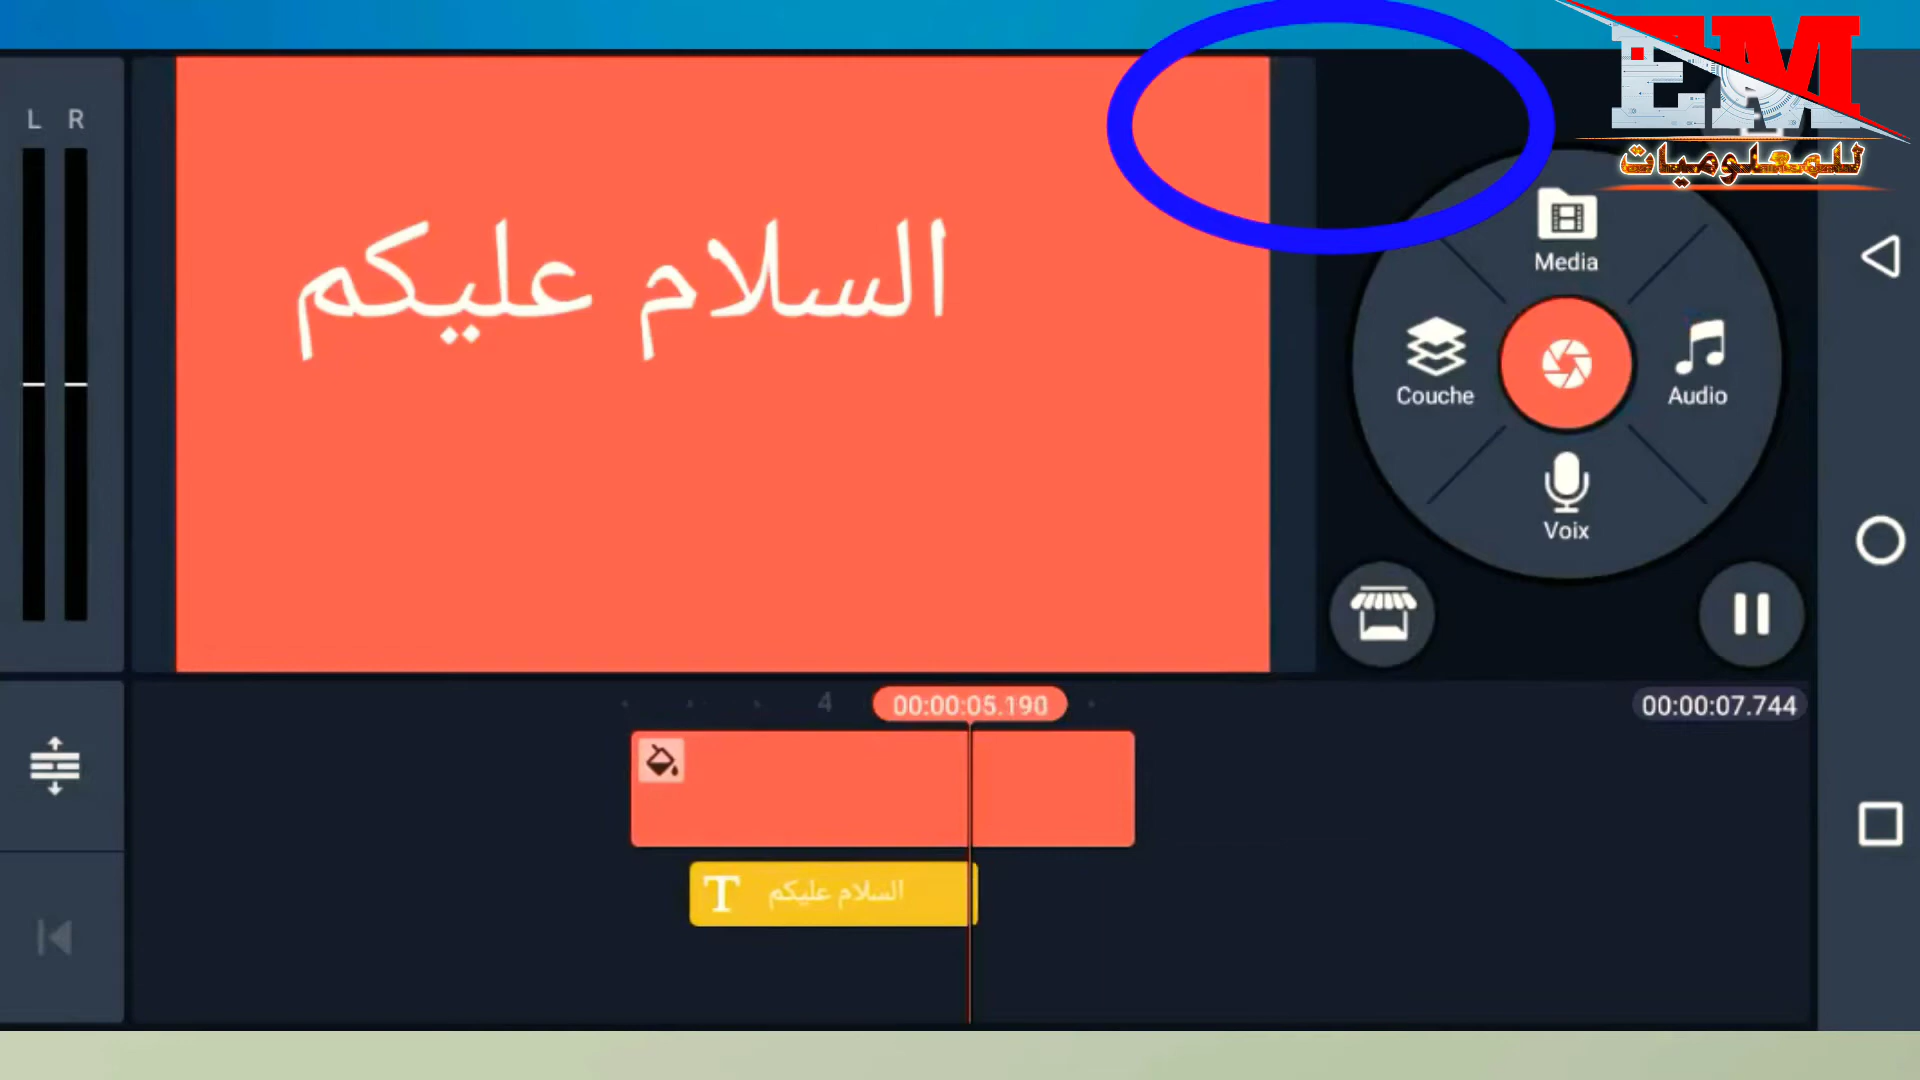 EM
للمعلوميات
L R
السلام عليكم
Media
Couche
Audio
Voix
4
00:00:05.190
00:00:07.744
T السلام عليكم